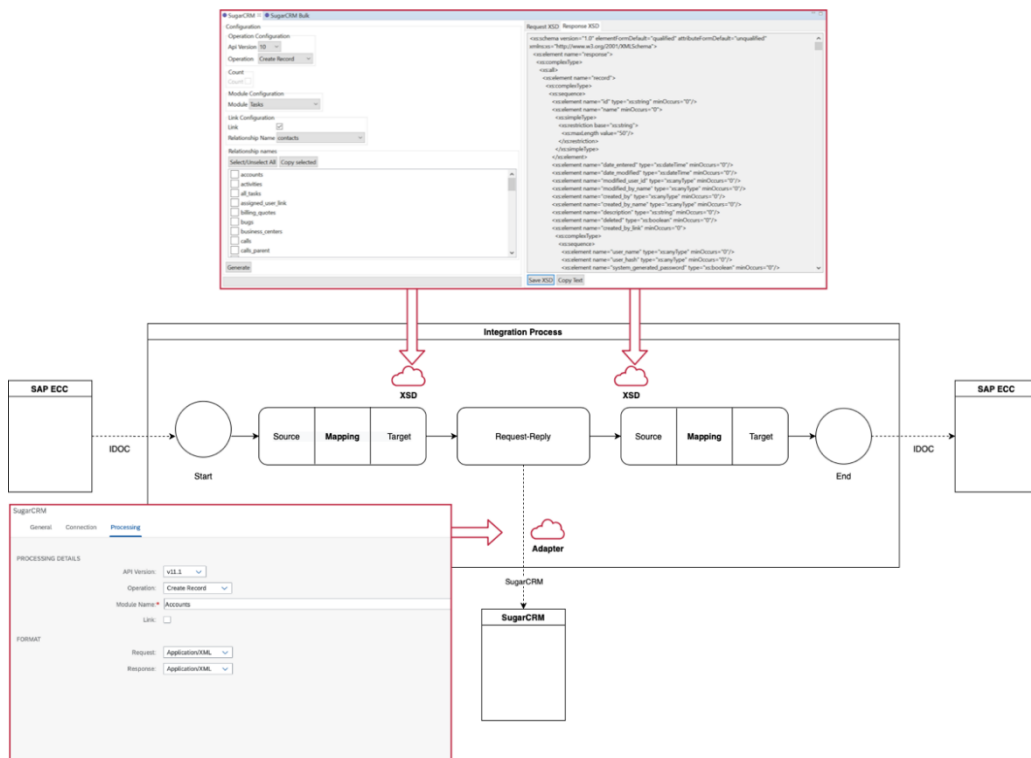 SugarCRM
SugarCRM Bulk
Configuration
Operation Configuration
Api Version 10
Operation Create Record
Count
Count
Module Configuration
Module Tasks
Link Configuration
Link
Relationship Name contacts
Relationship names
Select/Unselect All Copy selected
accounts
activities
all_tasks
assigned_user_link
billing_quotes
bugs
business_centers
calls
calls_parent
Generate
Request XSD Response XSD
<xs:schema version="1.0" elementFormDefault="qualified" attributeFormDefault="unqualified"
xmlns:xs="http://www.w3.org/2001/XMLSchema">
<xs:element name="response">
<xs:complexType>
<xs:all>
<xs:element name="record">
<xs:complexType>
<xs:sequence>
<xs:element name="id" type="xs:string" minOccurs="0"/>
<xs:element name="name" minOccurs="0">
<xs:simpleType>
<xs:restriction base="xs:string">
<xs:maxLength value="50"/>
</xs:restriction>
</xs:simpleType>
</xs:element>
<xs:element name="date_entered" type="xs:dateTime" minOccurs="0"/>
<xs:element name="date_modified" type="xs:dateTime" minOccurs="0"/>
<xs:element name="modified_user_id" type="xs:anyType" minOccurs="0"/>
<xs:element name="modified_by_name" type="xs:anyType" minOccurs="0"/>
<xs:element name="created_by" type="xs:anyType" minOccurs="0"/>
<xs:element name="created_by_name" type="xs:anyType" minOccurs="0"/>
<xs:element name="description" type="xs:string" minOccurs="0"/>
<xs:element name="deleted" type="xs:boolean" minOccurs="0"/>
<xs:element name="created_by_link" minOccurs="0">
<xs:complexType>
<xs:sequence>
<xs:element name="user_name" type="xs:anyType" minOccurs="0"/>
<xs:element name="user_hash" type="xs:anyType" minOccurs="0"/>
<xs:element name="system_generated_password" type="xs:boolean" minOccurs="0"/>
Save XSD Copy Text
Integration Process
SAP ECC
IDOC
Start
XSD
Source Mapping Target
Request-Reply
XSD
Source Mapping Target
End
IDOC
SAP ECC
Adapter
SugarCRM
SugarCRM
SugarCRM
General Connection Processing
PROCESSING DETAILS
API Version: v11.1
Operation: Create Record
Module Name:* Accounts
Link:
FORMAT
Request: Application/XML
Response: Application/XML